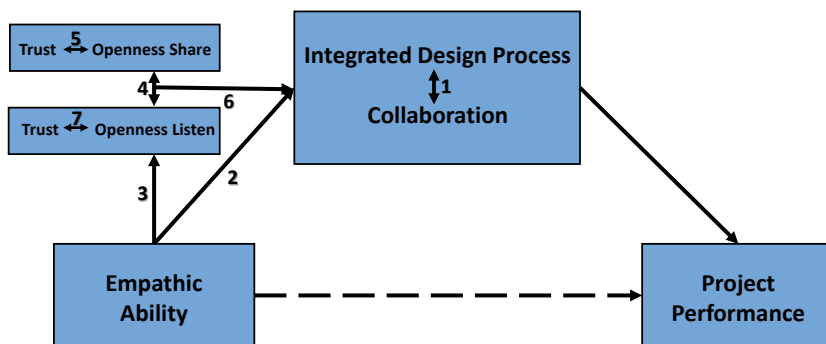 5
Trust Openness Share
4
6
7
Trust Openness Listen
Integrated Design Process
1
Collaboration
3
2
Empathic
Ability
Project
Performance